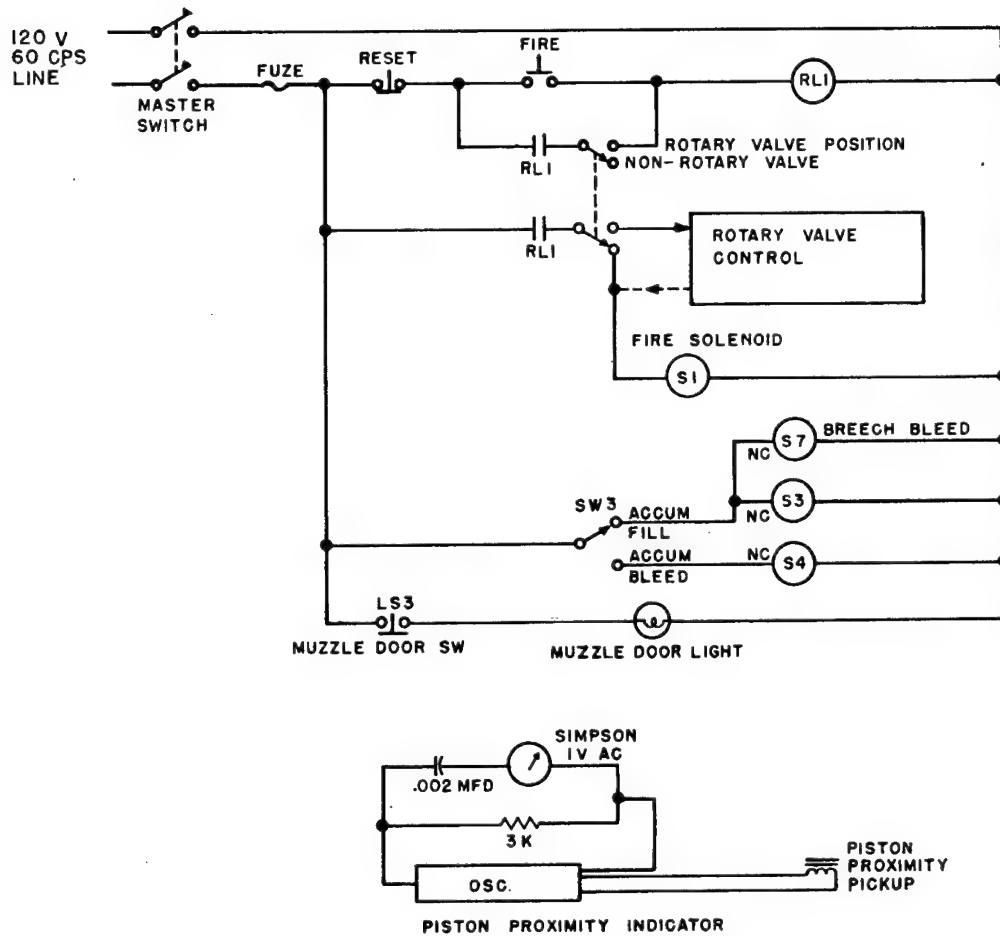 120 V
60 CPS
LINE
MASTER
SWITCH
FUZE
RESET
FIRE
RL1
RL1
ROTARY VALVE POSITION
NON-ROTARY VALVE
RL1
ROTARY VALVE
CONTROL
FIRE SOLENOID
S1
S7
BREECH BLEED
NC
SW3
ACCUM
FILL
NC
S3
ACCUM
BLEED
NC
S4
LS3
MUZZLE DOOR SW
MUZZLE DOOR LIGHT
SIMPSON
1V AC
.002 MFD
3K
OSC.
PISTON
PROXIMITY
PICKUP
PISTON PROXIMITY INDICATOR